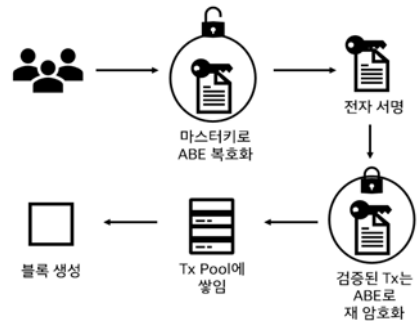 마스터키로
ABE 복호화
전자 서명
검증된 Tx는
ABE로
재 암호화
Tx Pool에
쌓임
블록 생성